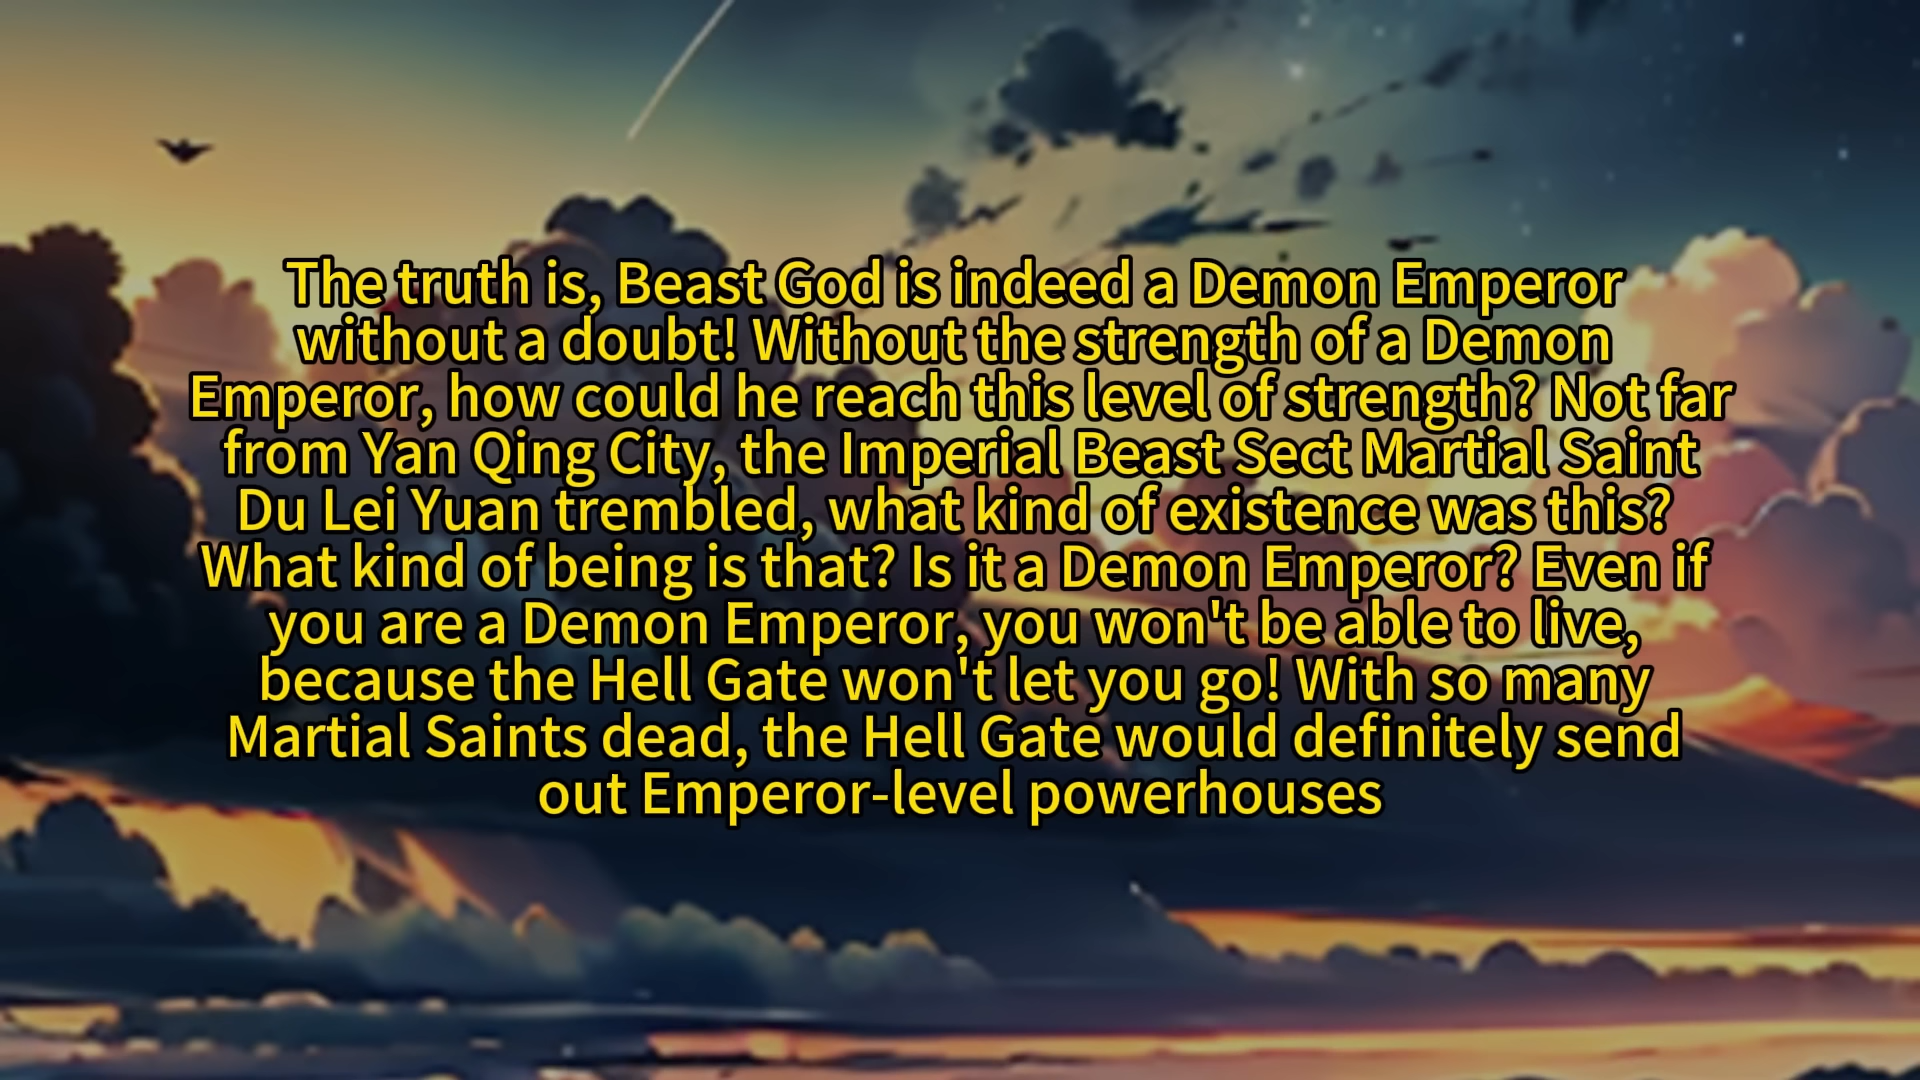 The truth is, Beast God is indeed a Demon Emperor
without a doubt! Without the strength of a Demon
Emperor, how could he reach this level of strength? Not far
from Yan Qing City, the Imperial Beast Sect Martial Saint
Du Lei Yuan trembled, what kind of existence was this?
What kind of being is that? Is it a Demon Emperor? Even if
you are a Demon Emperor, you won't be able to live,
because the Hell Gate won't let you go! With so many
Martial Saints dead, the Hell Gate would definitely send
out Emperor-level powerhouses